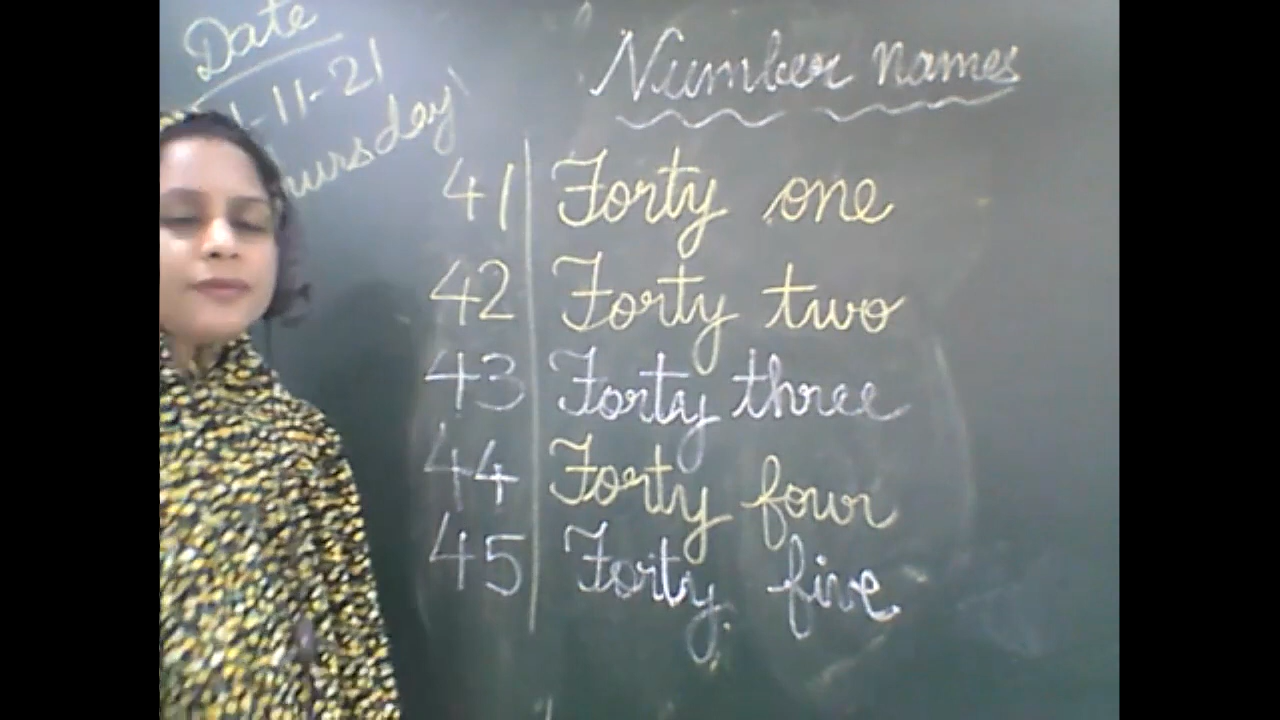 Date
1-11-21
Number names
41 Forty one
42 Forty two
43 Forty three
44 Forty four
45 Forty five